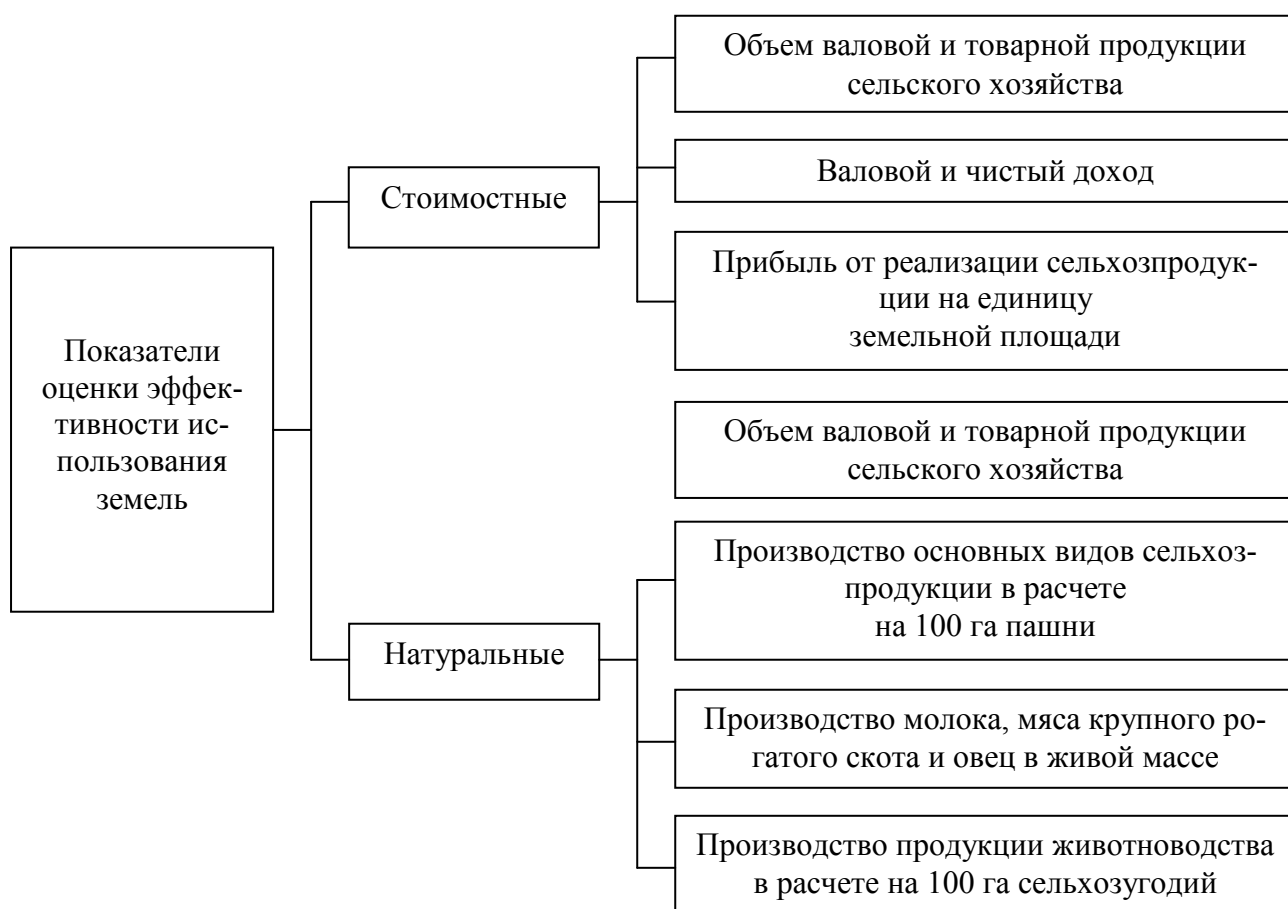 Показатели
оценки эффек-
тивности ис-
пользования
земель
Стоимостные
Объем валовой и товарной продукции
сельского хозяйства
Валовой и чистый доход
Прибыль от реализации сельхозпродук-
ции на единицу
земельной площади
Объем валовой и товарной продукции
сельского хозяйства
Натуральные
Производство основных видов сельхоз-
продукции в расчете
на 100 га пашни
Производство молока, мяса крупного ро-
гатого скота и овец в живой массе
Производство продукции животноводства
в расчете на 100 га сельхозугодий